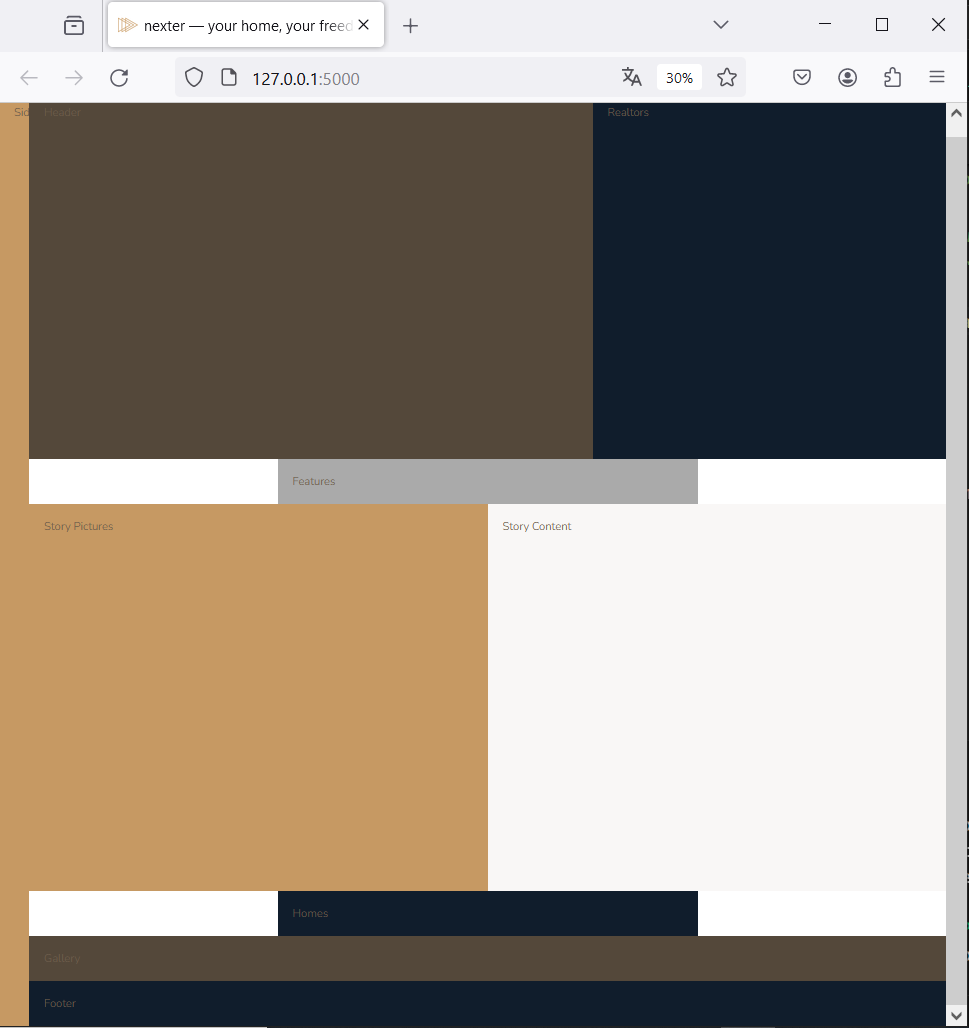 nexter — your home, your freed
127.0.0.1:5000
30%
Sid
Header
Realtors
Features
Story Pictures
Story Content
Homes
Gallery
Footer